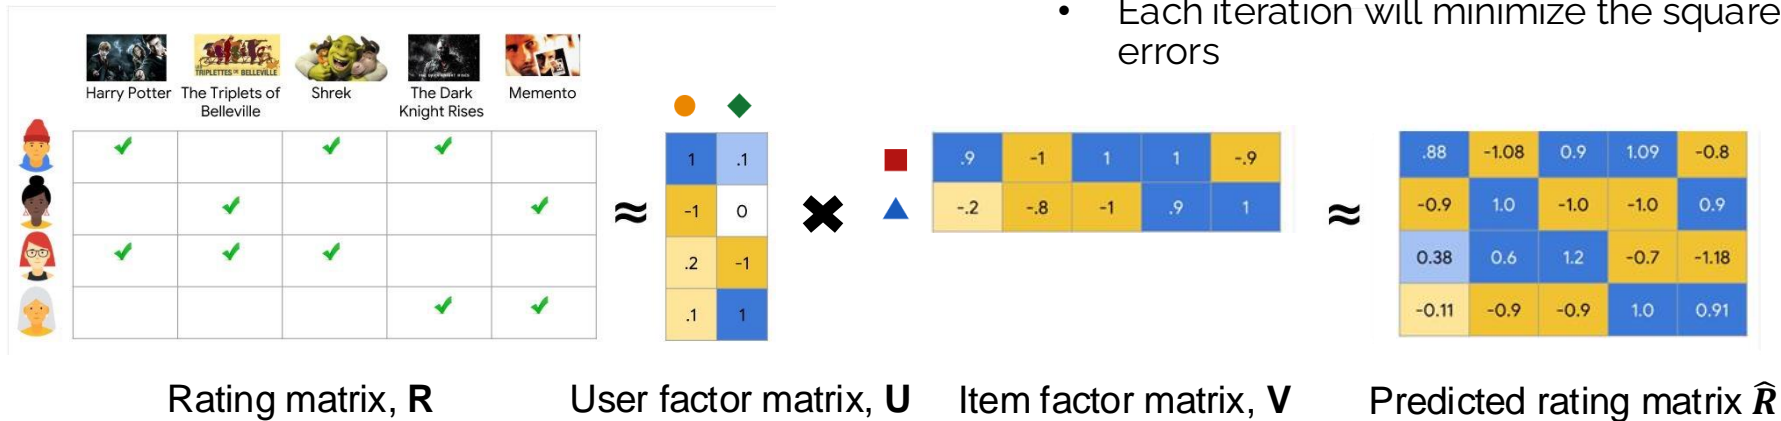 • Each iteration will minimize the square
errors
TRIPLETTES DE BELLEVILLE
Harry Potter The Triplets of Belleville Shrek The Dark Knight Rises Memento
1 .1
-1 0
.2 -1
.1 1
.9 -1 1 1 -.9
-.2 -.8 -1 .9 1
.88 -1.08 0.9 1.09 -0.8
-0.9 1.0 -1.0 -1.0 0.9
0.38 0.6 1.2 -0.7 -1.18
-0.11 -0.9 -0.9 1.0 0.91
≈ ✖ ≈
Rating matrix, R User factor matrix, U Item factor matrix, V Predicted rating matrix R̂